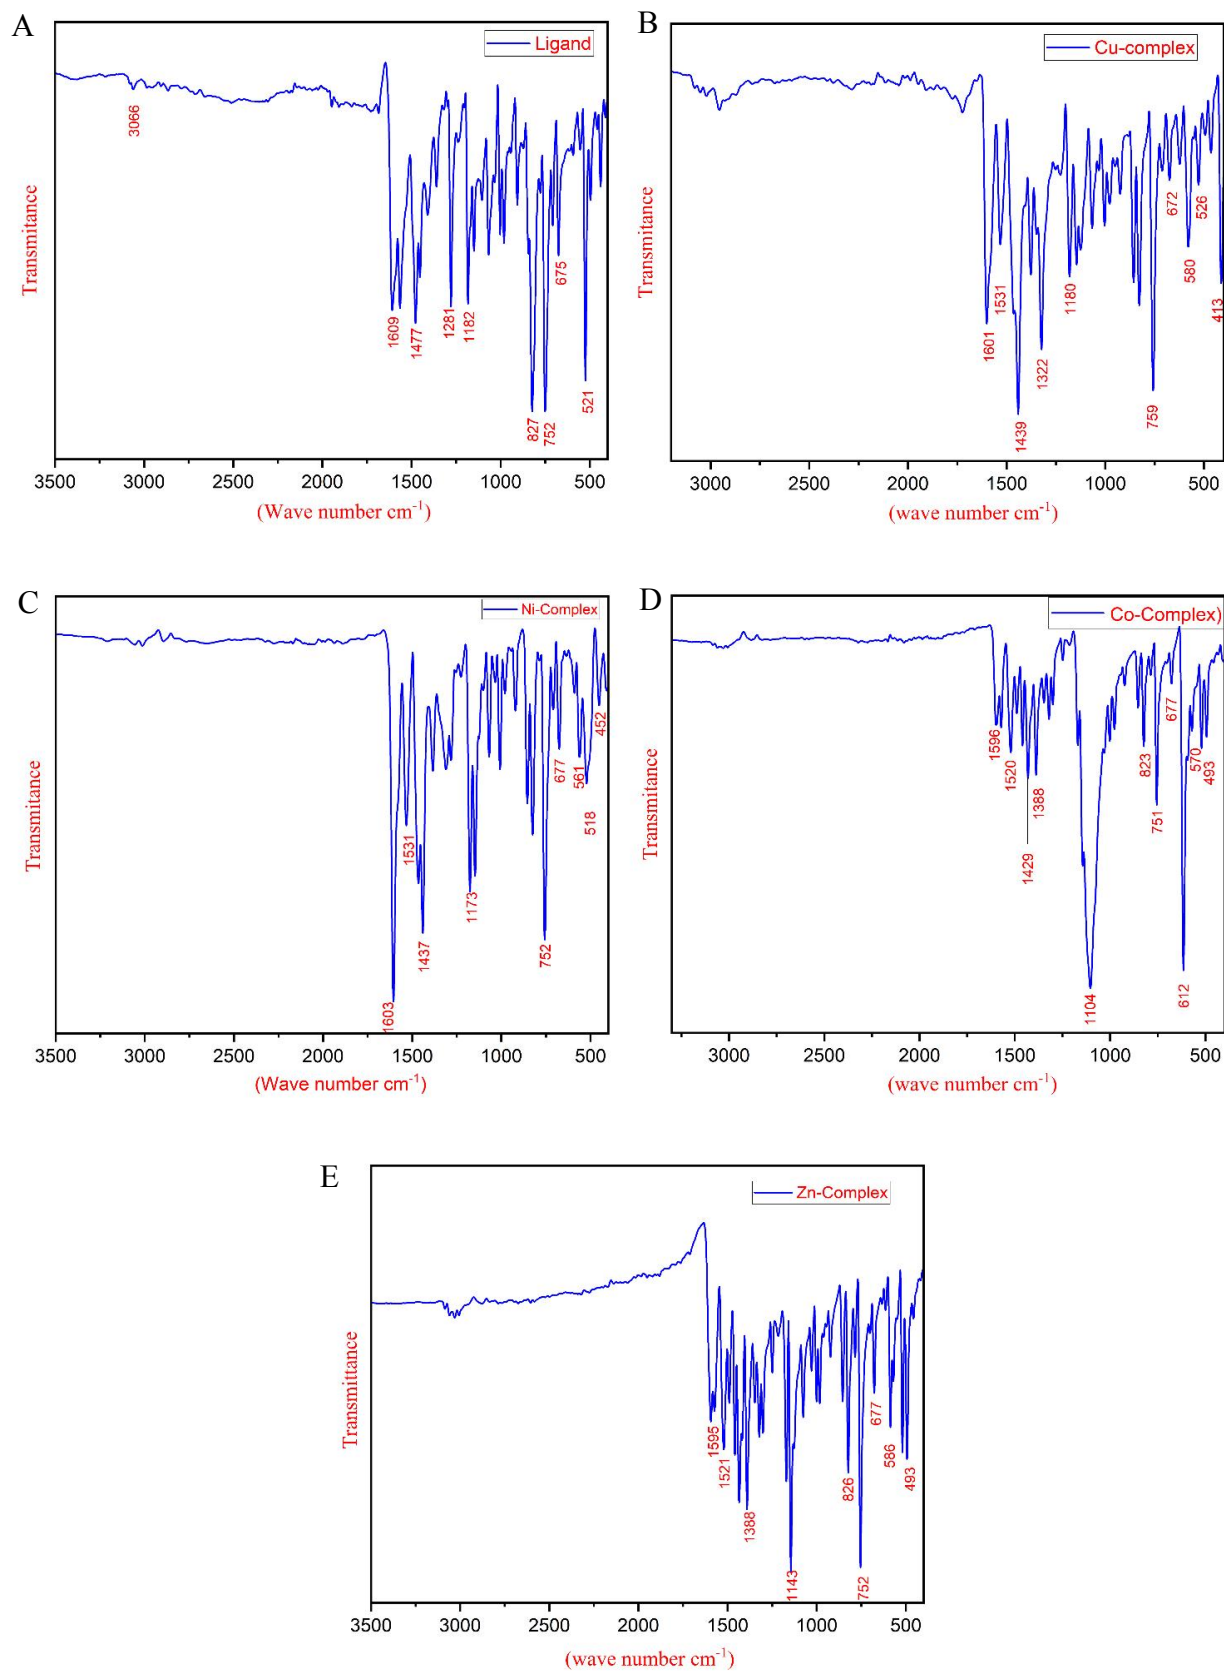 A
Ligand
3066
1609
1477
1281
1182
827
752
675
521
Transmitance
3500 3000 2500 2000 1500 1000 500
(Wave number cm⁻¹)
B
Cu-complex
1601
1531
1439
1322
1180
759
672
580
526
413
Transmitance
3000 2500 2000 1500 1000 500
(wave number cm⁻¹)
C
Ni-Complex
1603
1531
1437
1173
752
677
561
518
452
Transmitance
3500 3000 2500 2000 1500 1000 500
(Wave number cm⁻¹)
D
Co-Complex)
1596
1520
1429
1388
1104
823
751
677
612
570
493
Transmitance
3000 2500 2000 1500 1000 500
(wave number cm⁻¹)
E
Zn-Complex
1595
1521
1388
1143
826
752
677
586
493
Transmittance
3500 3000 2500 2000 1500 1000 500
(wave number cm⁻¹)